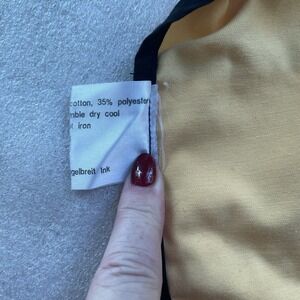 cotton, 35% polyester
mble dry cool
iron
gelbreit Ink